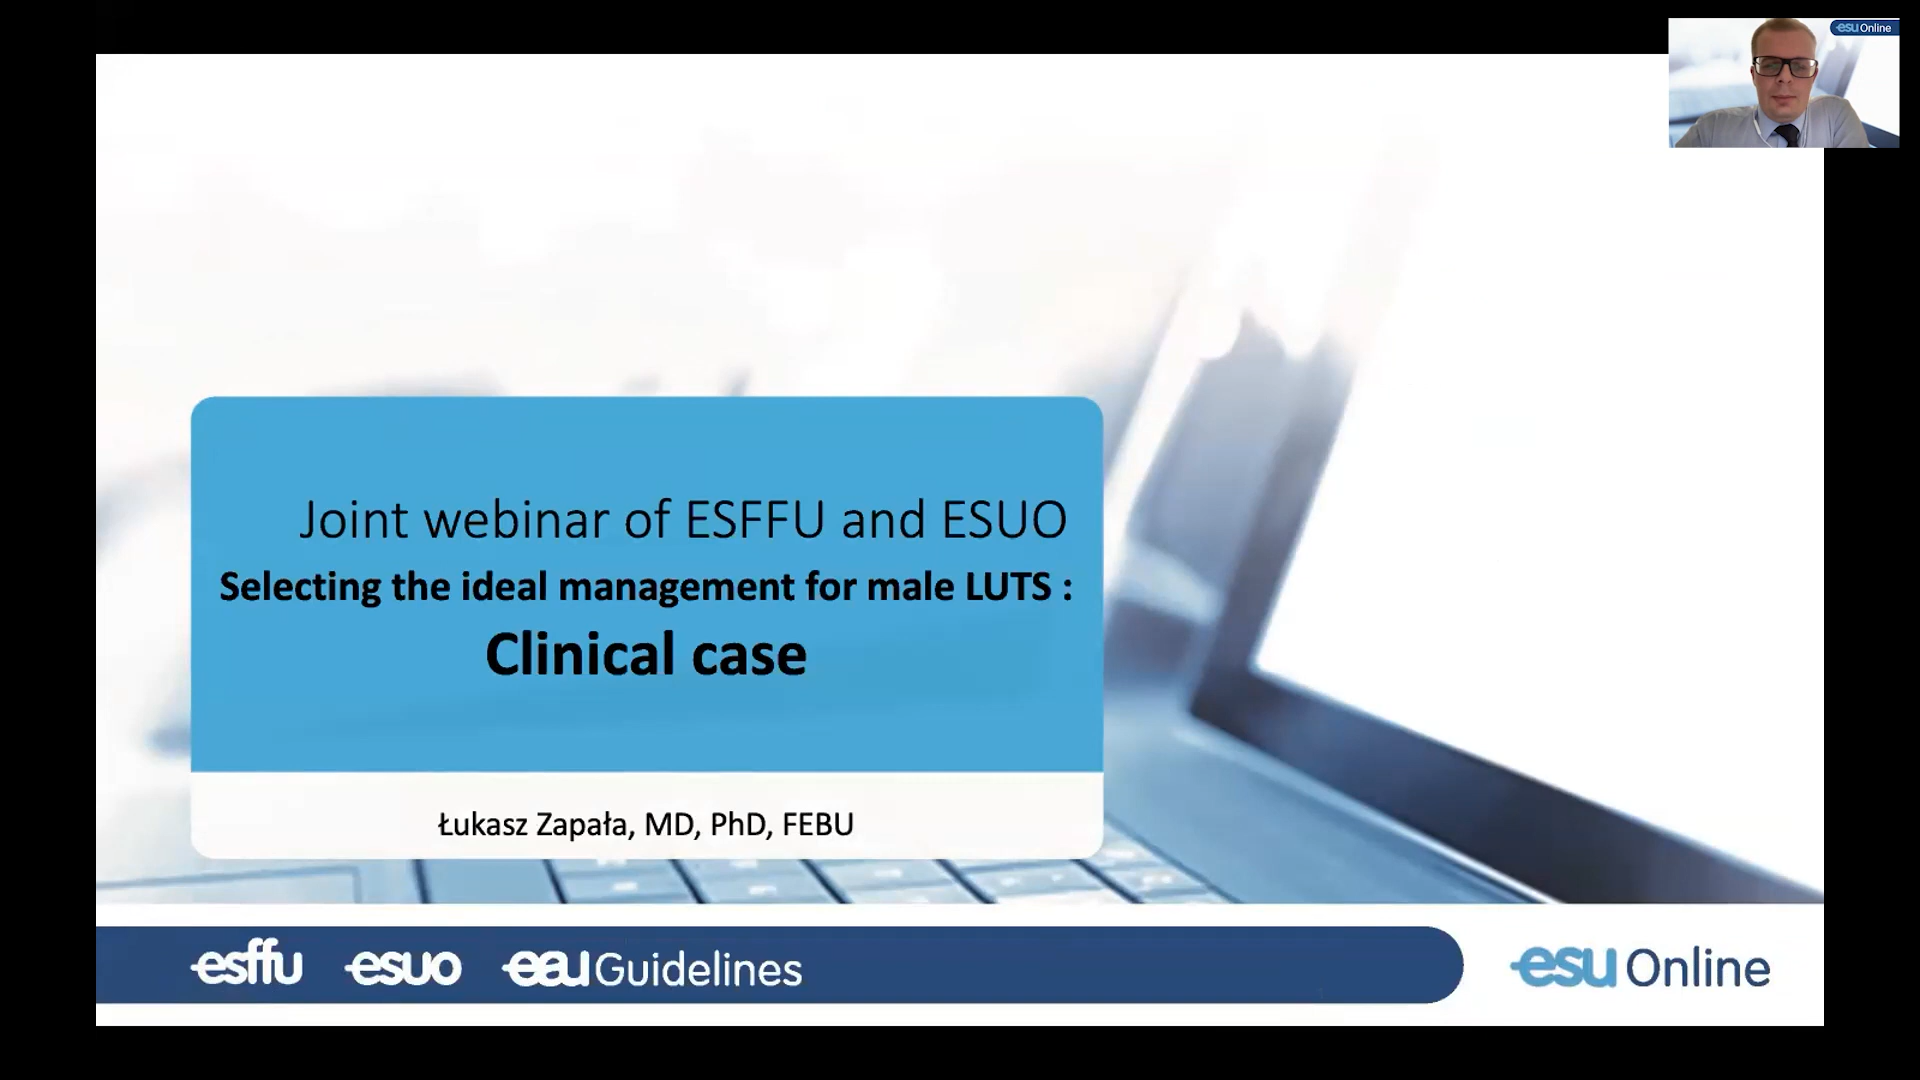 esu Online
Joint webinar of ESFFU and ESUO
Selecting the ideal management for male LUTS :
Clinical case
Łukasz Zapała, MD, PhD, FEBU
esffu esuo eau Guidelines
esu Online